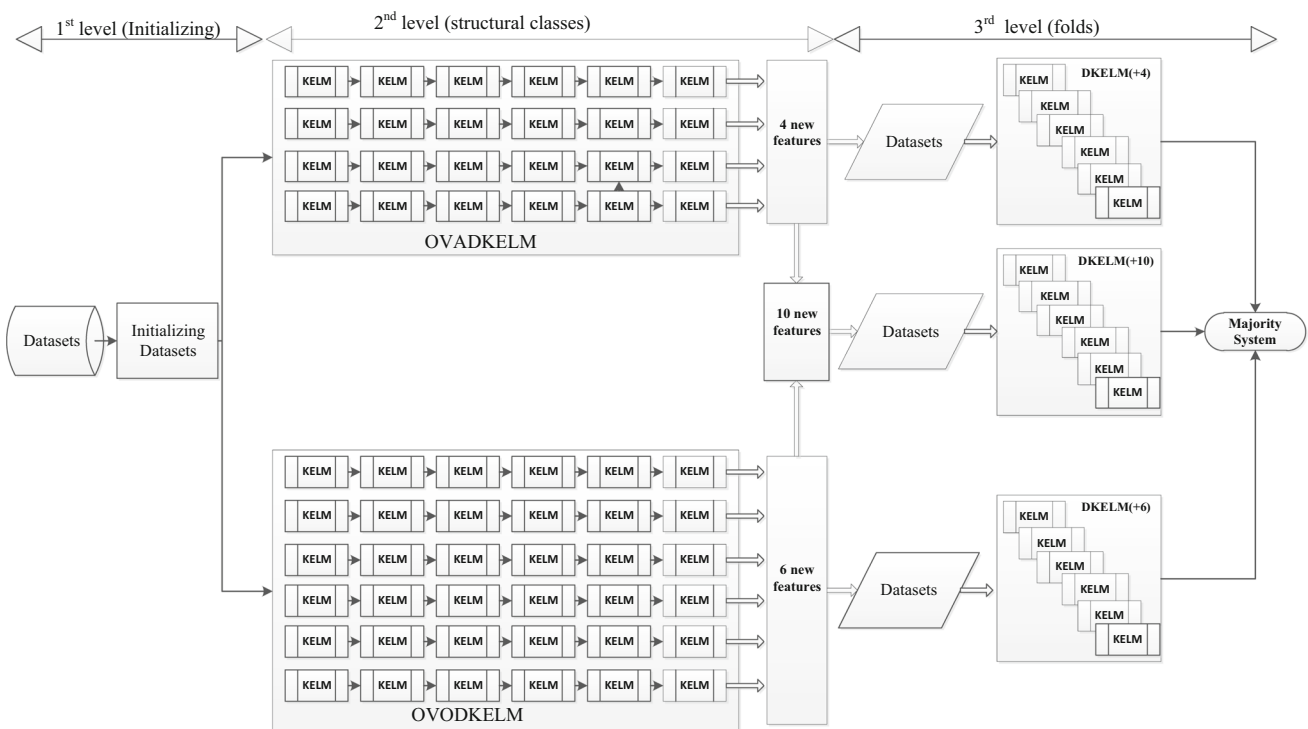 1st level (Initializing)
2nd level (structural classes)
3rd level (folds)
KELM KELM KELM KELM KELM KELM
KELM KELM KELM KELM KELM KELM
KELM KELM KELM KELM KELM KELM
KELM KELM KELM KELM KELM KELM
OVADKELM
4 new
features
Datasets
DKELM(+4)
KELM
KELM
KELM
KELM
KELM
KELM
Datasets
Initializing
Datasets
10 new
features
Datasets
DKELM(+10)
KELM
KELM
KELM
KELM
KELM
KELM
Majority
System
KELM KELM KELM KELM KELM KELM
KELM KELM KELM KELM KELM KELM
KELM KELM KELM KELM KELM KELM
KELM KELM KELM KELM KELM KELM
KELM KELM KELM KELM KELM KELM
KELM KELM KELM KELM KELM KELM
OVODKELM
6 new
features
Datasets
DKELM(+6)
KELM
KELM
KELM
KELM
KELM
KELM